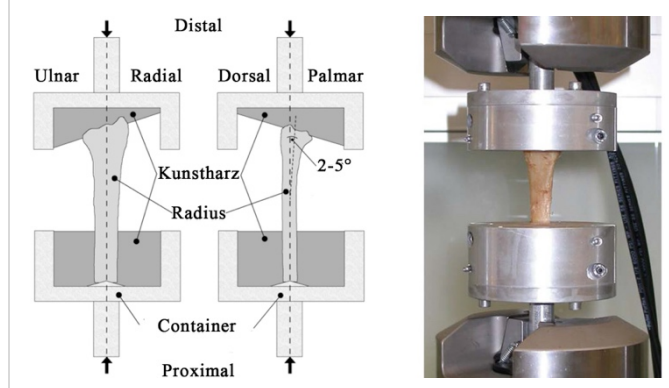 Distal
Ulnar Radial Dorsal Palmar
2-5°
Kunstharz
Radius
Container
Proximal